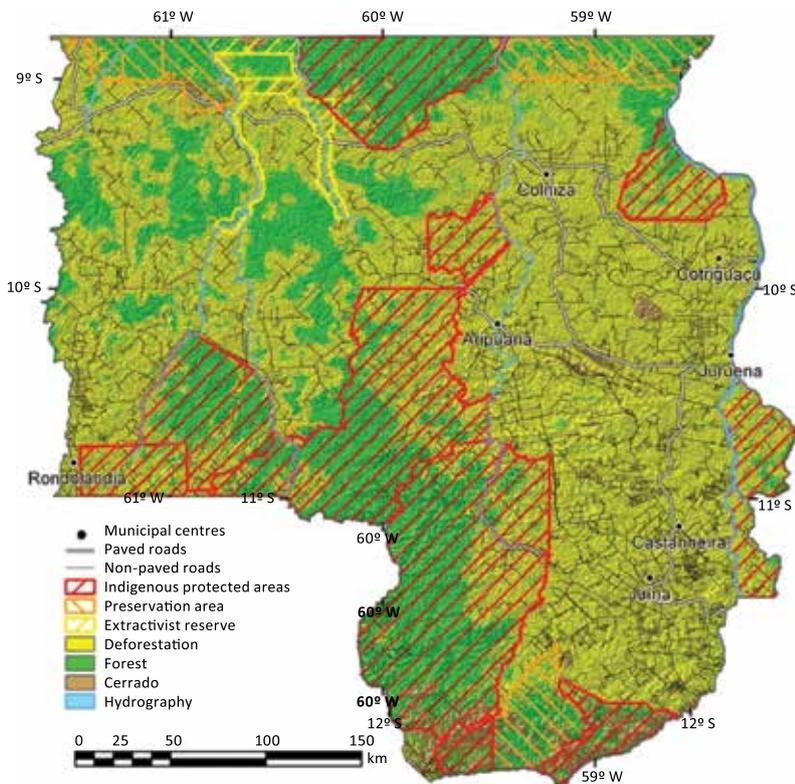 61º W 60º W 59º W
9º S
Colniza
Cotriguaçu
10º S 10º S
Aripuanã
Juruena
Rondolândia
61º W 11º S 11º S
Municipal centres
60º W
Paved roads
Castanheira
Non-paved roads
Indigenous protected areas
Juína
Preservation area
60º W
Extractivist reserve
Deforestation
Forest
Cerrado
60º W
Hydrography
12º S 12º S
0 25 50 100 150
km
59º W